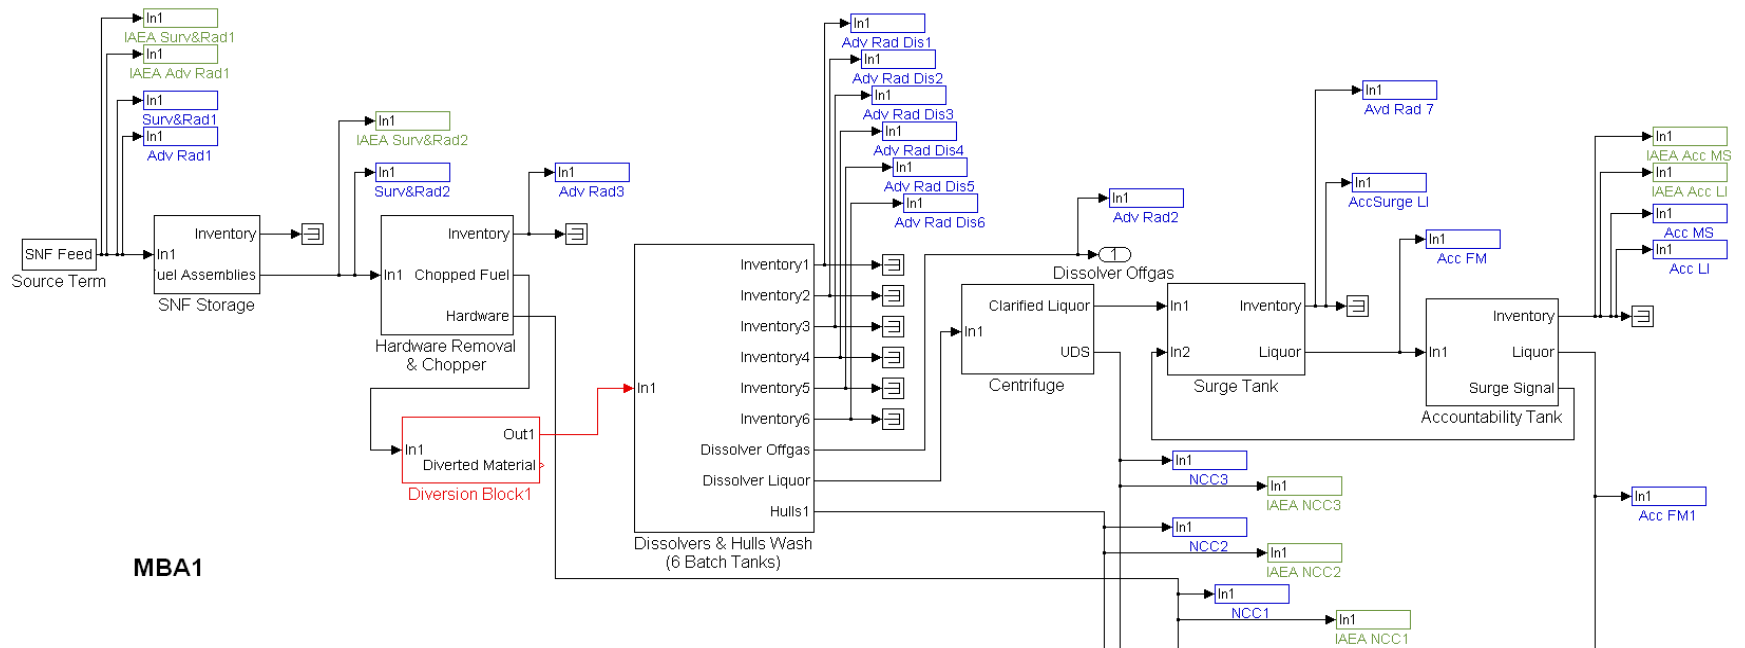 In1
IAEA Surv&Rad1
In1
IAEA Adv Rad1
In1
Surv&Rad1
In1
Adv Rad1
SNF Feed
Source Term
In1
Inventory
uel Assemblies
SNF Storage
In1
IAEA Surv&Rad2
In1
Surv&Rad2
In1
Inventory
Chopped Fuel
Hardware
Hardware Removal
& Chopper
In1
Adv Rad3
In1
Out1
Diverted Material
Diversion Block1
In1
Inventory1
Inventory2
Inventory3
Inventory4
Inventory5
Inventory6
Dissolver Offgas
Dissolver Liquor
Hulls1
Dissolvers & Hulls Wash
(6 Batch Tanks)
In1
Adv Rad Dis1
In1
Adv Rad Dis2
In1
Adv Rad Dis3
In1
Adv Rad Dis4
In1
Adv Rad Dis5
In1
Adv Rad Dis6
In1
Adv Rad2
1
Dissolver Offgas
In1
Clarified Liquor
UDS
Centrifuge
In1
In2
Inventory
Liquor
Surge Tank
In1
Avd Rad 7
In1
AccSurge LI
In1
Acc FM
In1
Inventory
Liquor
Surge Signal
Accountability Tank
In1
IAEA Acc MS
In1
IAEA Acc LI
In1
Acc MS
In1
Acc LI
In1
NCC3
In1
IAEA NCC3
In1
NCC2
In1
IAEA NCC2
In1
NCC1
In1
IAEA NCC1
In1
Acc FM1
MBA1